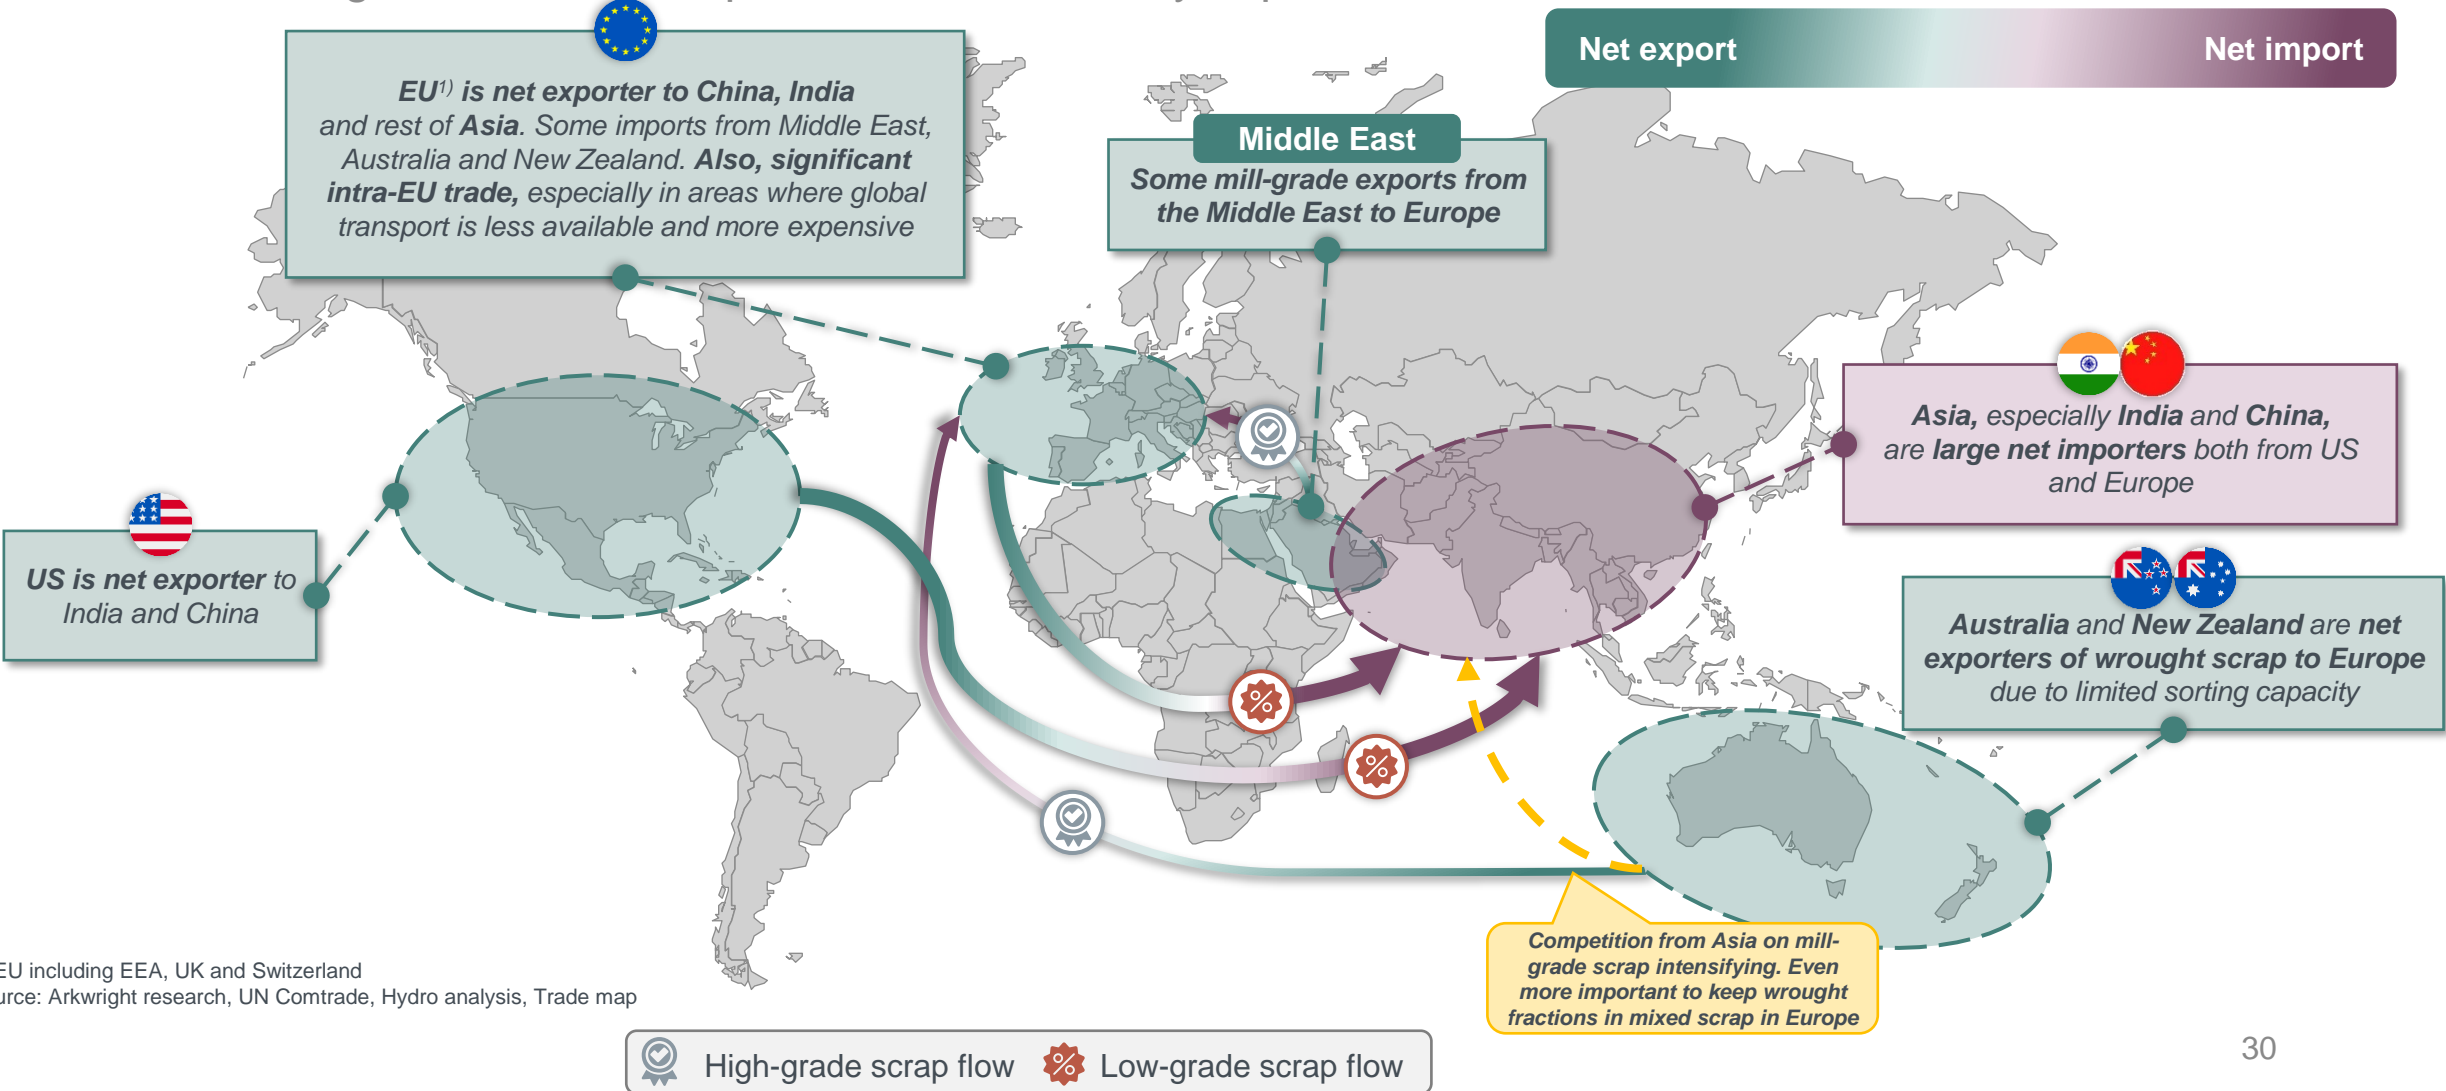 Net export
Net import
EU1) is net exporter to China, India
and rest of Asia. Some imports from Middle East,
Australia and New Zealand. Also, significant
intra-EU trade, especially in areas where global
transport is less available and more expensive
Middle East
Some mill-grade exports from
the Middle East to Europe
Asia, especially India and China,
are large net importers both from US
and Europe
US is net exporter to
India and China
Australia and New Zealand are net
exporters of wrought scrap to Europe
due to limited sorting capacity
Competition from Asia on mill-
grade scrap intensifying. Even
more important to keep wrought
fractions in mixed scrap in Europe
EU including EEA, UK and Switzerland
urce: Arkwright research, UN Comtrade, Hydro analysis, Trade map
High-grade scrap flow
Low-grade scrap flow
30